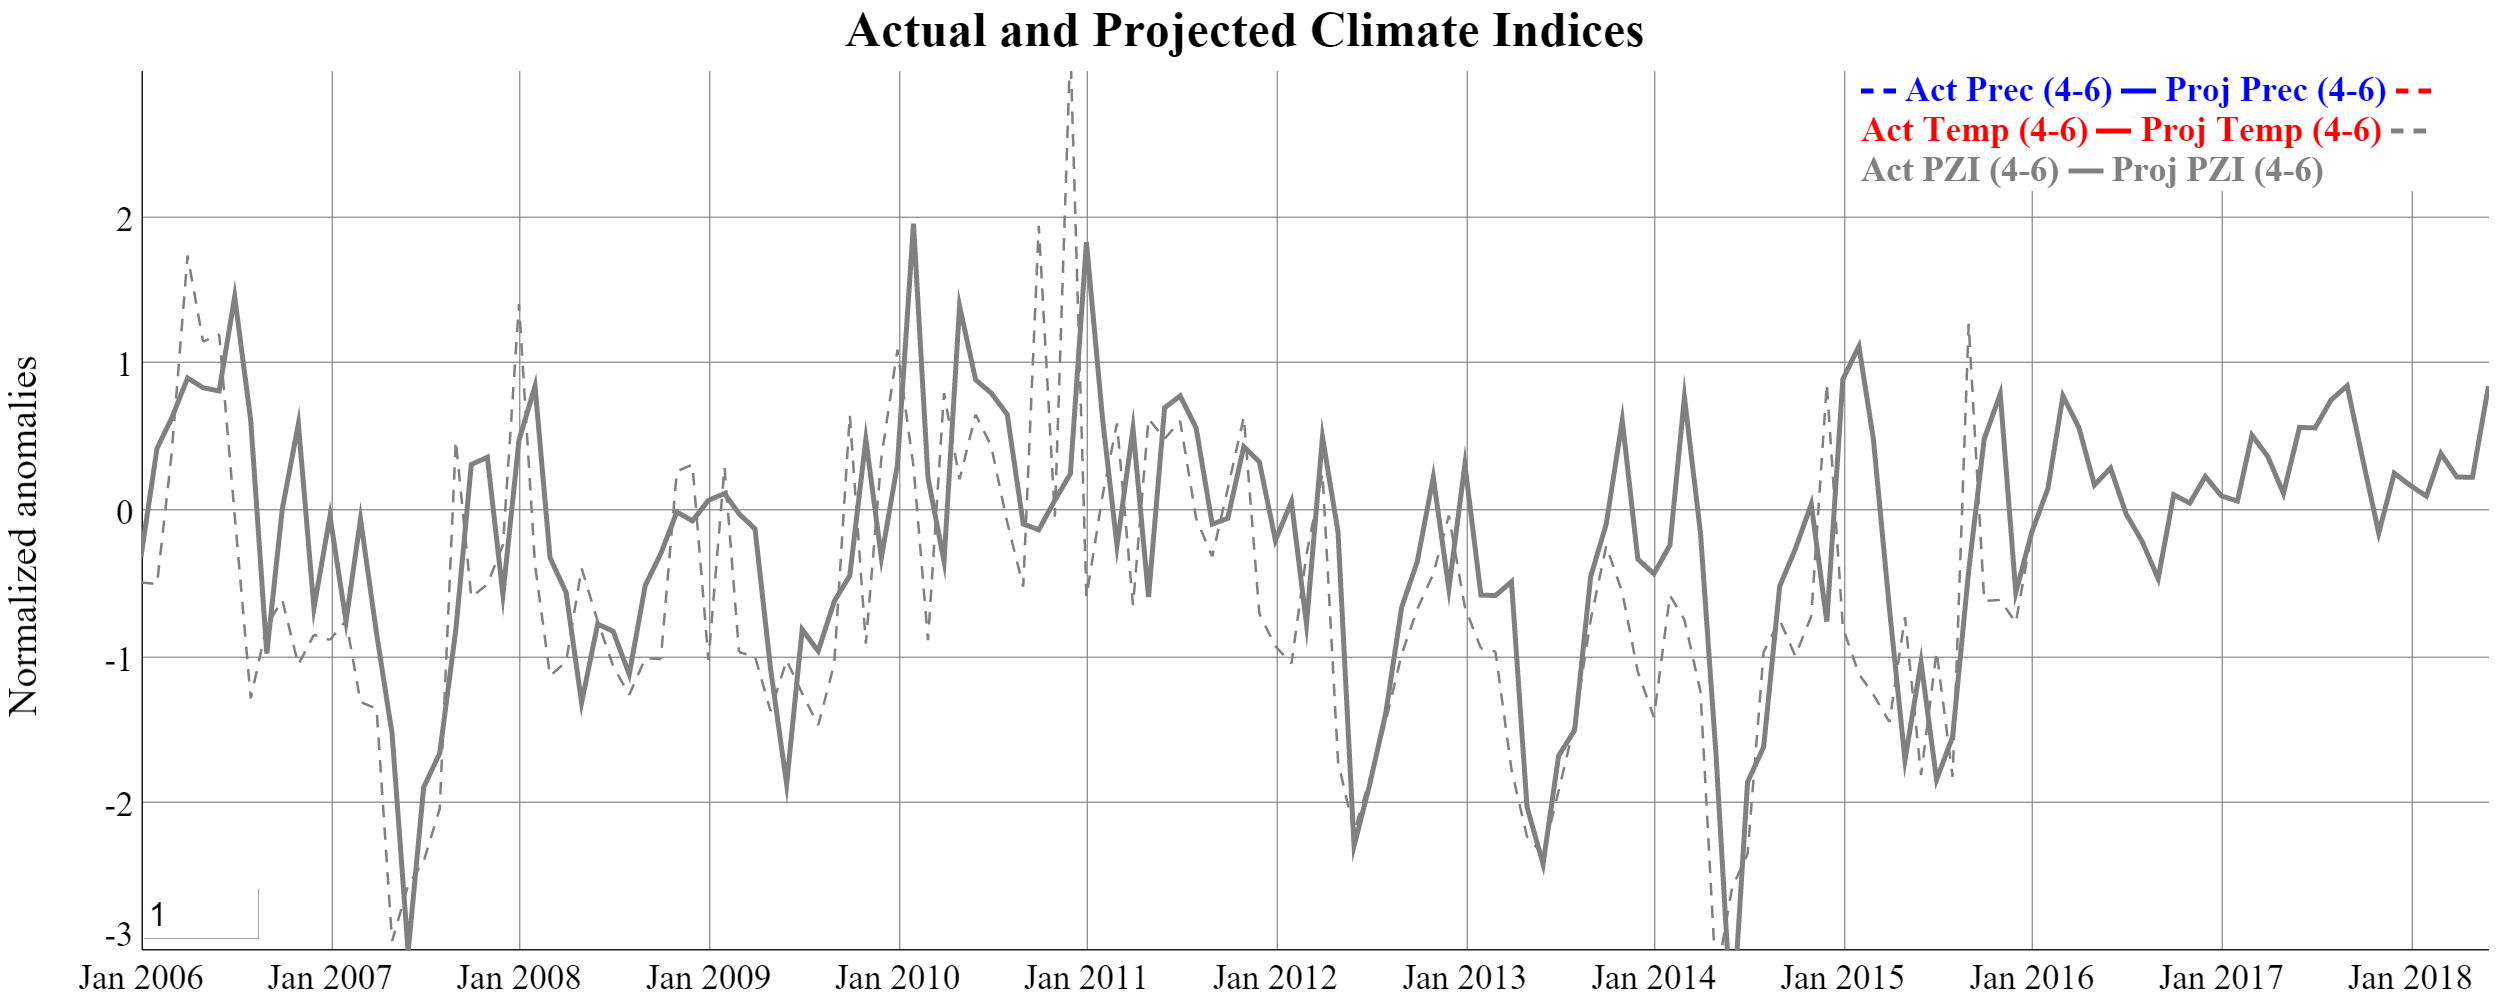 Actual and Projected Climate Indices
Act Prec (4-6) Proj Prec (4-6)
Act Temp (4-6) Proj Temp (4-6)
Act PZI (4-6) Proj PZI (4-6)
Normalized anomalies
2
1
0
-1
-2
-3
1
Jan 2006 Jan 2007 Jan 2008 Jan 2009 Jan 2010 Jan 2011 Jan 2012 Jan 2013 Jan 2014 Jan 2015 Jan 2016 Jan 2017 Jan 2018